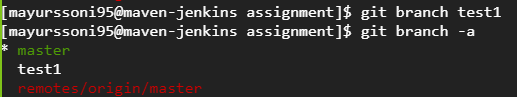 [mayurssoni95@maven-jenkins assignment]$ git branch test1
[mayurssoni95@maven-jenkins assignment]$ git branch -a
* master
test1
remotes/origin/master